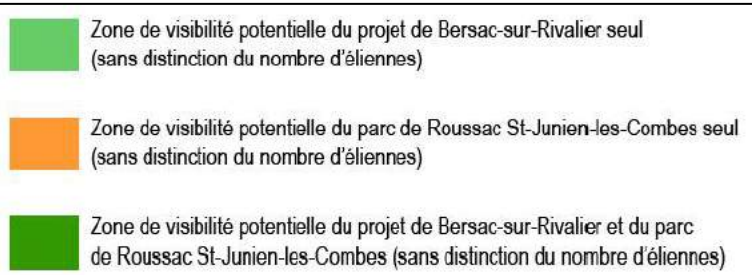 Zone de visibilité potentielle du projet de Bersac-sur-Rivalier seul
(sans distinction du nombre d'éliennes)
Zone de visibilité potentielle du parc de Roussac St-Junien-les-Combes seul
(sans distinction du nombre d'éliennes)
Zone de visibilité potentielle du projet de Bersac-sur-Rivalier et du parc
de Roussac St-Junien-les-Combes (sans distinction du nombre d'éliennes)